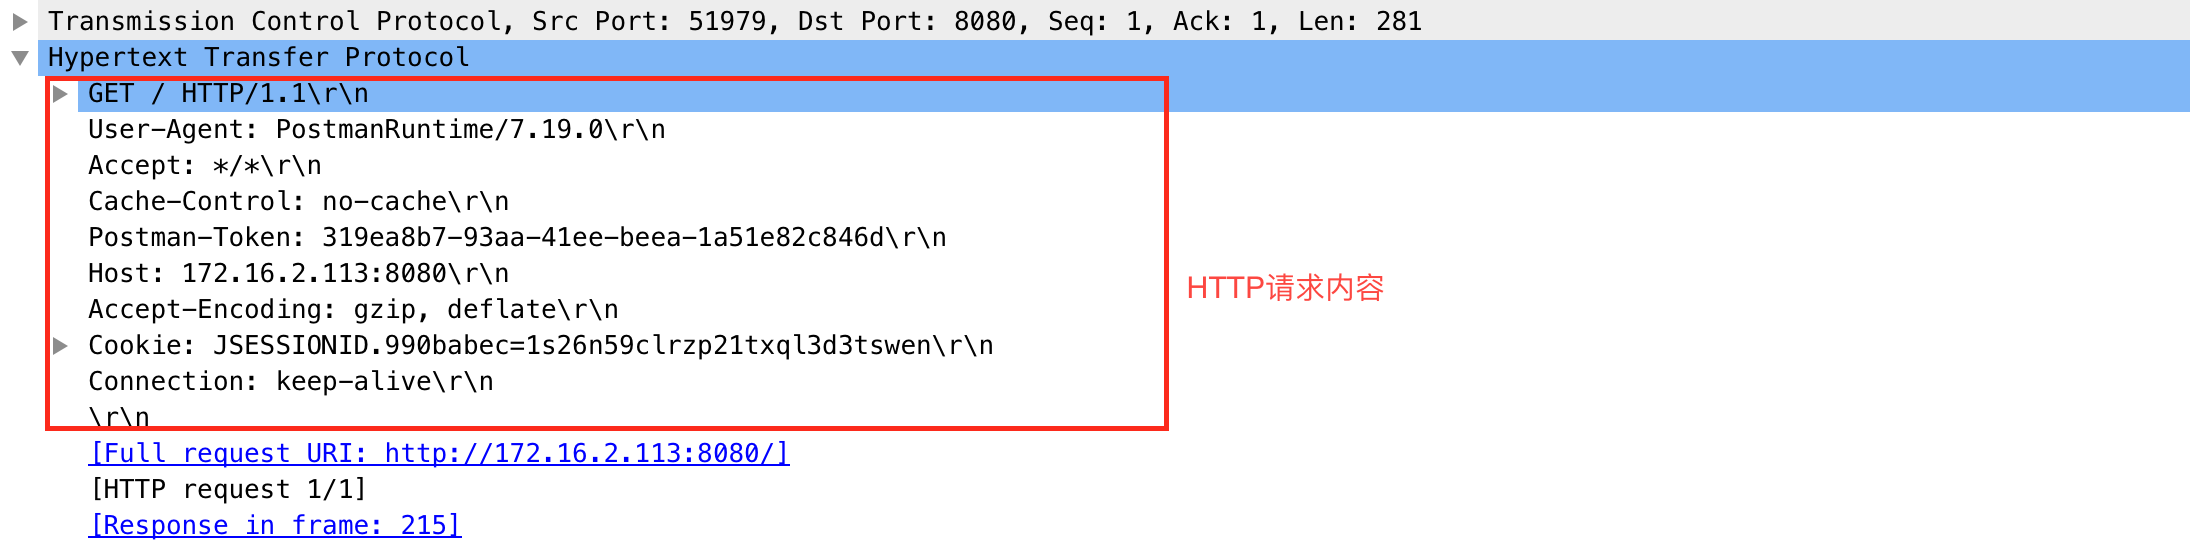 Transmission Control Protocol, Src Port: 51979, Dst Port: 8080, Seq: 1, Ack: 1, Len: 281
Hypertext Transfer Protocol
GET / HTTP/1.1\r\n
User-Agent: PostmanRuntime/7.19.0\r\n
Accept: */*\r\n
Cache-Control: no-cache\r\n
Postman-Token: 319ea8b7-93aa-41ee-beea-1a51e82c846d\r\n
Host: 172.16.2.113:8080\r\n
HTTP请求内容
Accept-Encoding: gzip, deflate\r\n
Cookie: JSESSIONID.990babec=1s26n59clrzp21txql3d3tswen\r\n
Connection: keep-alive\r\n
\r\n
[Full request URI: http://172.16.2.113:8080/]
[HTTP request 1/1]
[Response in frame: 215]